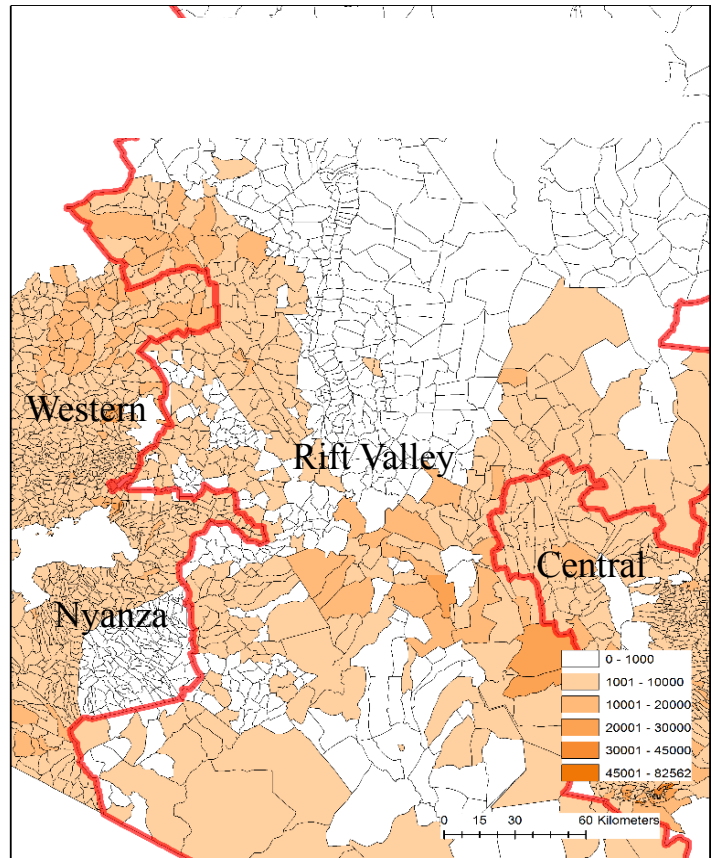 Western
Rift Valley
Central
Nyanza
0 - 1000
1001 - 10000
10001 - 20000
20001 - 30000
30001 - 45000
45001 - 82562
0 15 30 60 Kilometers